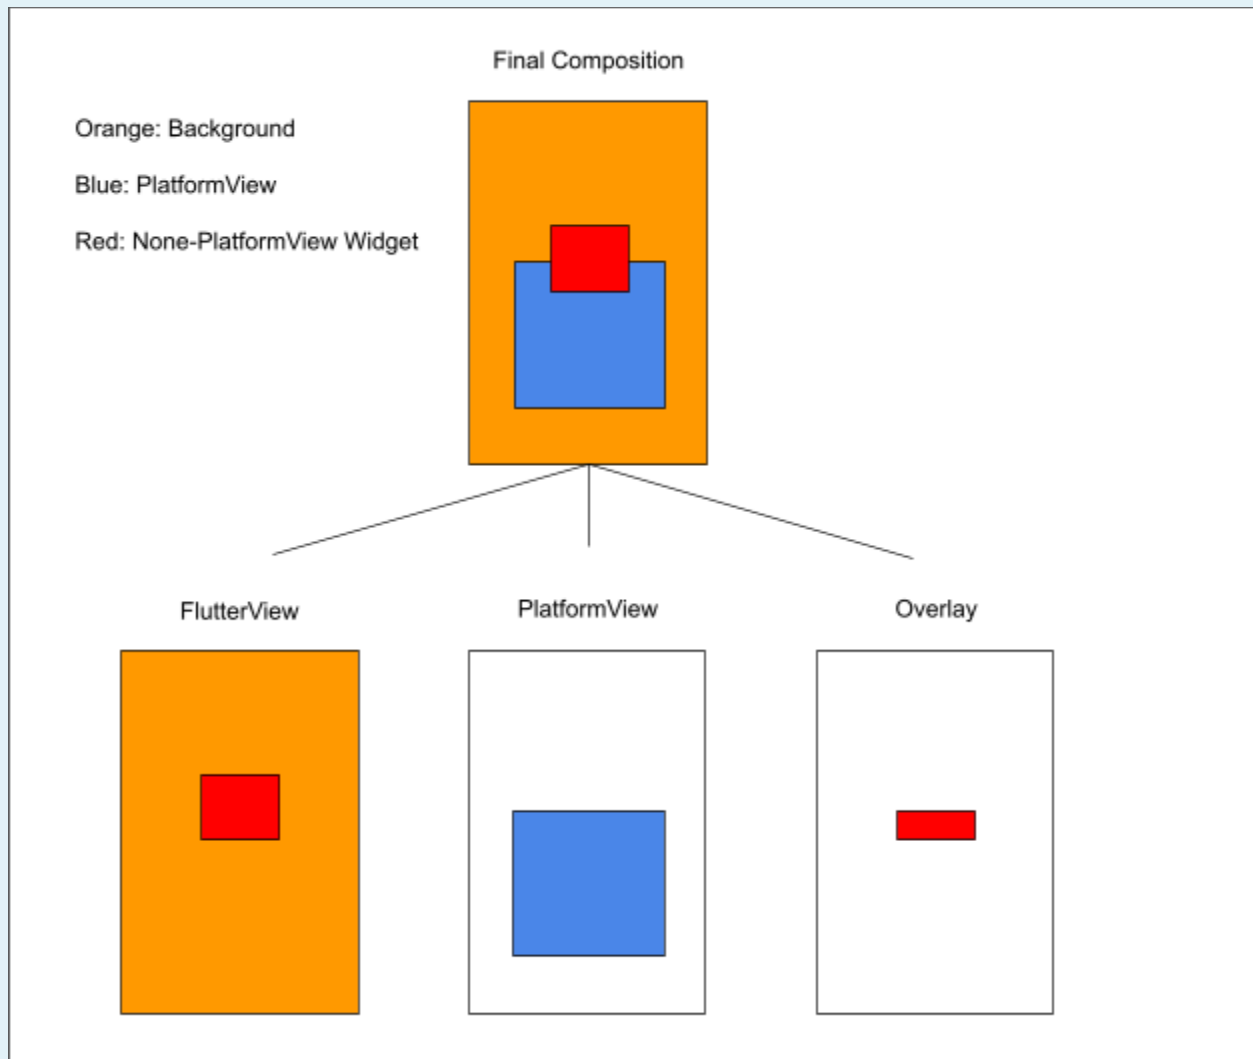 Final Composition
Orange: Background
Blue: PlatformView
Red: None-PlatformView Widget
FlutterView
PlatformView
Overlay